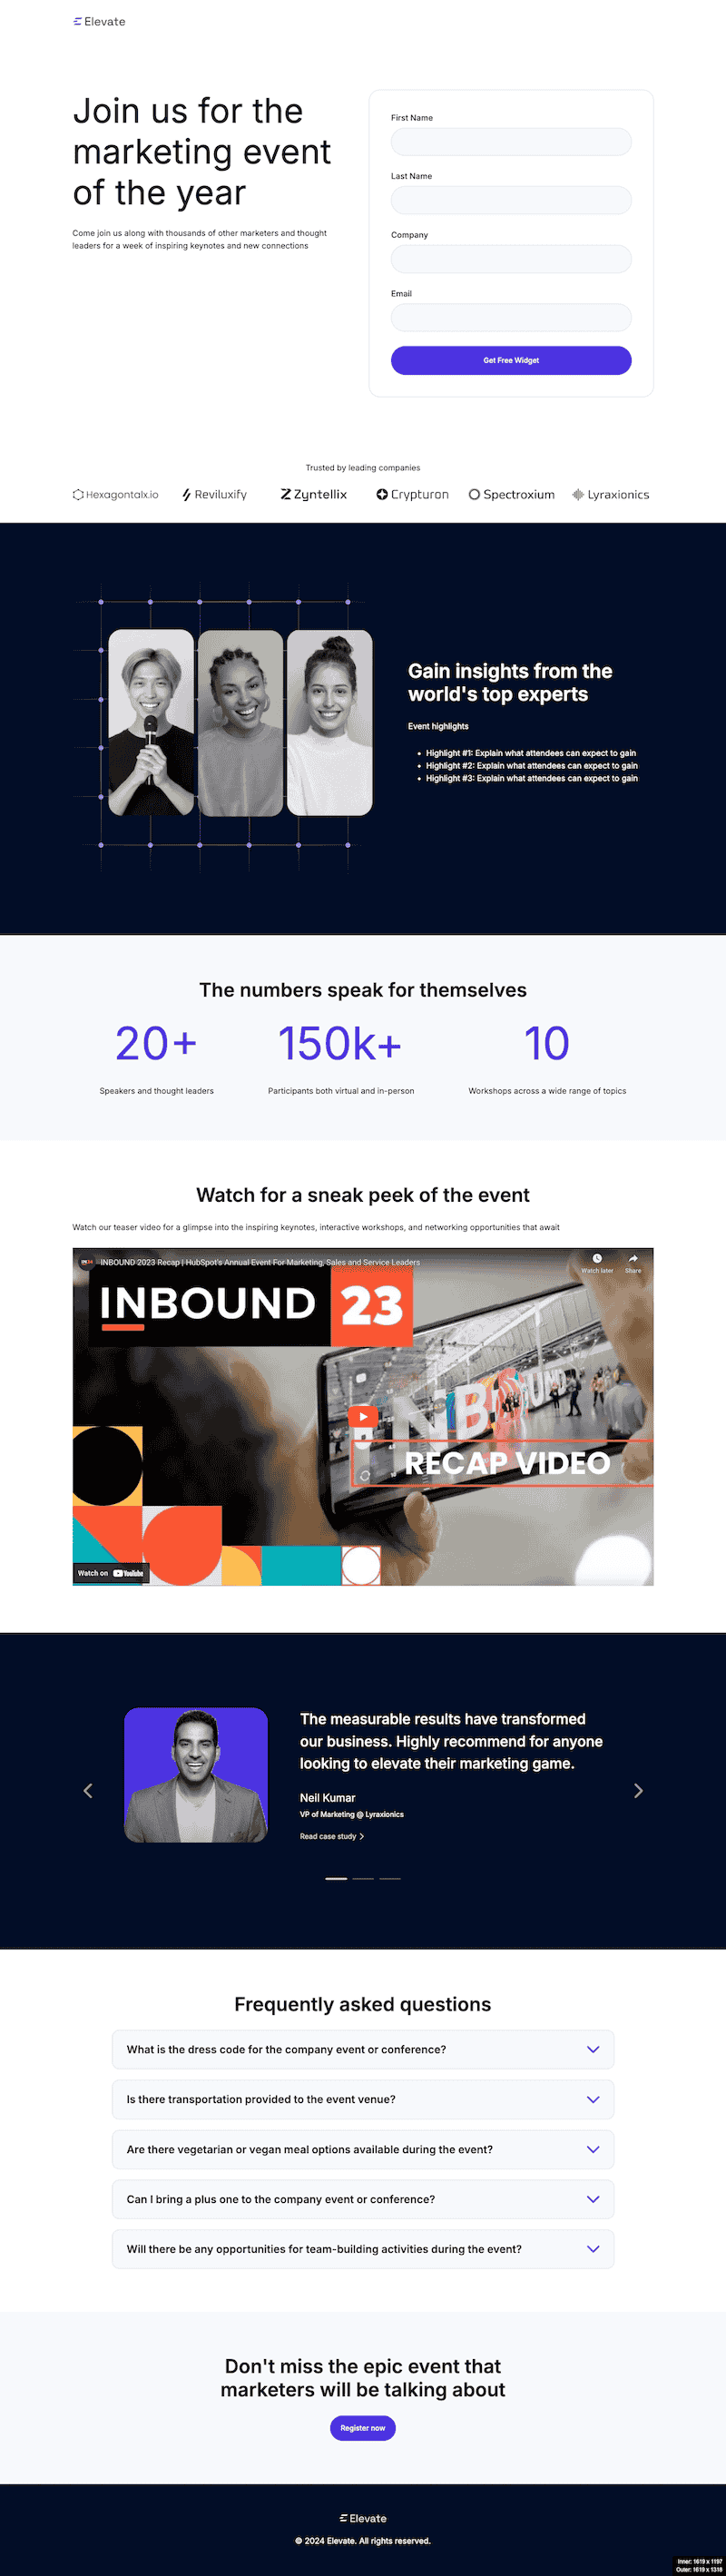 Elevate
Join us for the
marketing event
of the year
Come join us along with thousands of other marketers and thought
leaders for a week of inspiring keynotes and new connections
First Name
Last Name
Company
Email
Get Free Widget
Trusted by leading companies
Hexagontalx.io Reviluxify Zyntellix Crypturon Spectroxium Lyraxionics
Gain insights from the
world's top experts
Event highlights
• Highlight #1: Explain what attendees can expect to gain
• Highlight #2: Explain what attendees can expect to gain
• Highlight #3: Explain what attendees can expect to gain
The numbers speak for themselves
20+ 150k+ 10
Speakers and thought leaders Participants both virtual and in-person Workshops across a wide range of topics
Watch for a sneak peek of the event
Watch our teaser video for a glimpse into the inspiring keynotes, interactive workshops, and networking opportunities that await
INBOUND 2023 Recap | HubSpot's Annual Event For Marketing, Sales and Service Leaders
Watch later Share
INBOUND 23
RECAP VIDEO
Watch on YouTube
The measurable results have transformed
our business. Highly recommend for anyone
looking to elevate their marketing game.
Neil Kumar
VP of Marketing @ Lyraxionics
Read case study
Frequently asked questions
What is the dress code for the company event or conference?
Is there transportation provided to the event venue?
Are there vegetarian or vegan meal options available during the event?
Can I bring a plus one to the company event or conference?
Will there be any opportunities for team-building activities during the event?
Don't miss the epic event that
marketers will be talking about
Register now
Elevate
© 2024 Elevate. All rights reserved.
Inner: 1619 x 1197
Outer: 1619 x 1318